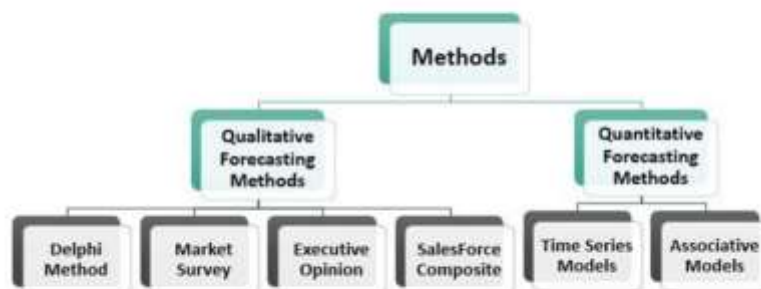 Methods
Qualitative
Forecasting
Methods
Quantitative
Forecasting
Methods
Delphi
Method
Market
Survey
Executive
Opinion
SalesForce
Composite
Time Series
Models
Associative
Models